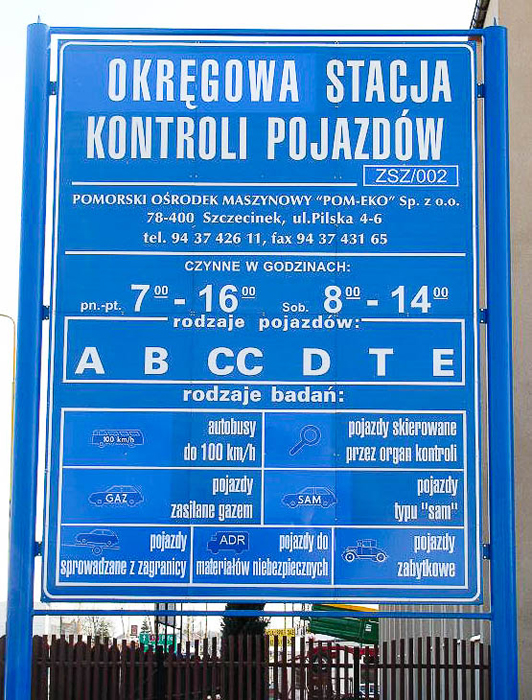 OKRĘGOWA STACJA
KONTROLI POJAZDÓW
ZSZ/002
POMORSKI OŚRODEK MASZYNOWY "POM-EKO" Sp. z o.o.
78-400 Szczecinek, ul.Pilska 4-6
tel. 94 37 426 11, fax 94 37 431 65
CZYNNE W GODZINACH:
pn.-pt. 7⁰⁰ - 16⁰⁰ Sob. 8⁰⁰ - 14⁰⁰
rodzaje pojazdów:
A B CC D T E
rodzaje badań:
100 km/h
autobusy
do 100 km/h
pojazdy skierowane
przez organ kontroli
GAZ
pojazdy
zasilane gazem
SAM
pojazdy
typu "sam"
pojazdy
sprowadzane z zagranicy
ADR
pojazdy do
materiałów niebezpiecznych
pojazdy
zabytkowe